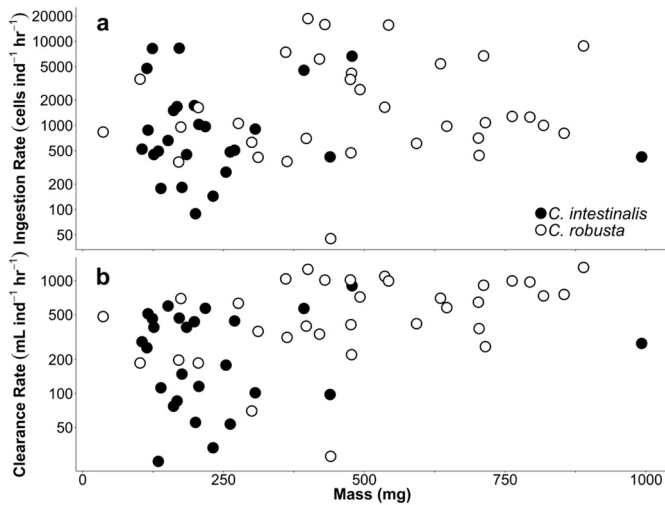 a
Ingestion Rate (cells ind⁻¹ hr⁻¹)
20000
10000
5000
2000
1000
500
200
100
50
C. intestinalis
C. robusta
b
Clearance Rate (mL ind⁻¹ hr⁻¹)
1000
500
200
100
50
0 250 500 750 1000
Mass (mg)